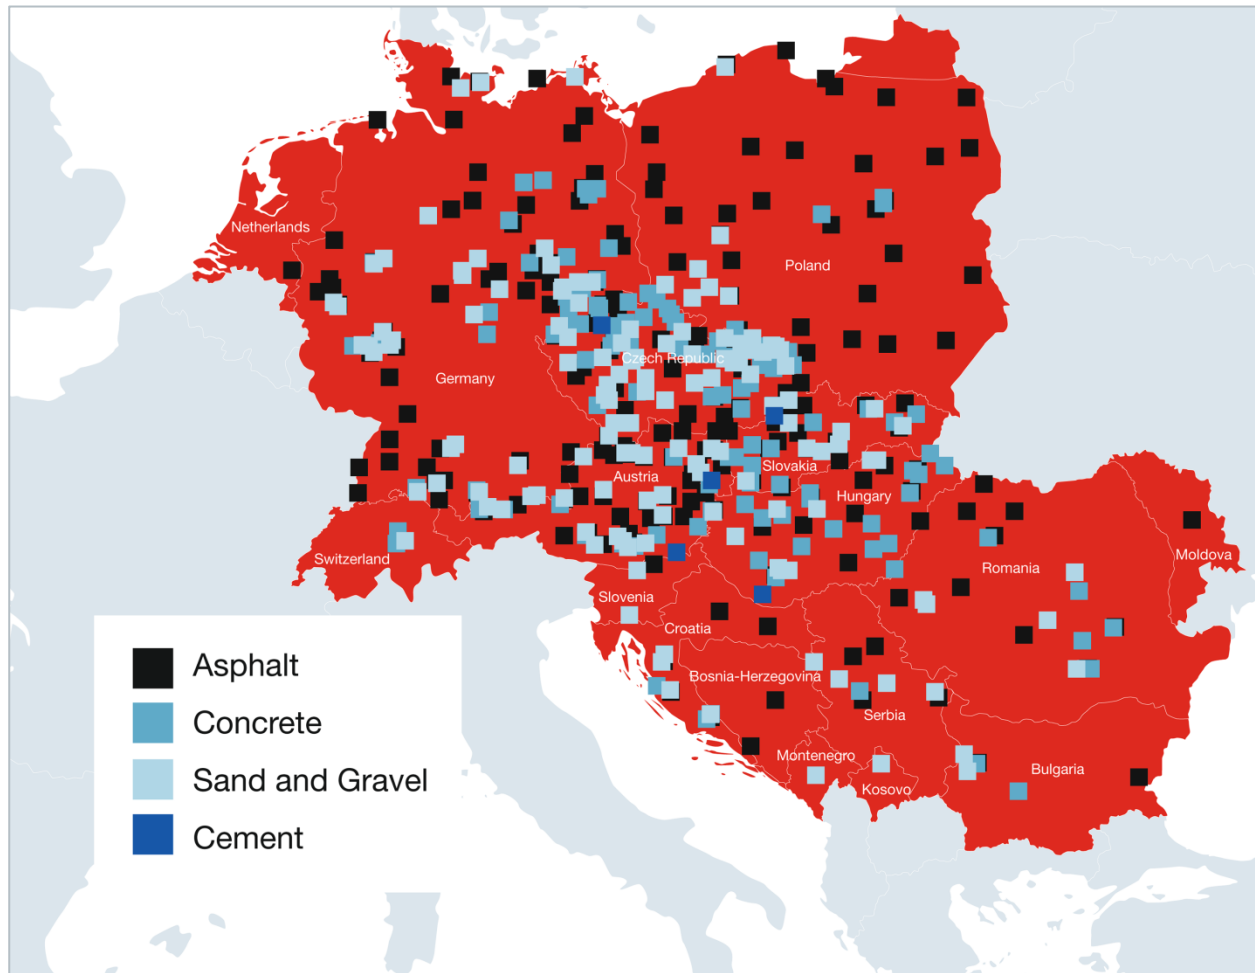 Netherlands
Poland
Czech Republic
Germany
Slovakia
Austria
Hungary
Switzerland
Romania
Moldova
Slovenia
Croatia
Bosnia-Herzegovina
Serbia
Montenegro
Kosovo
Bulgaria
Asphalt
Concrete
Sand and Gravel
Cement